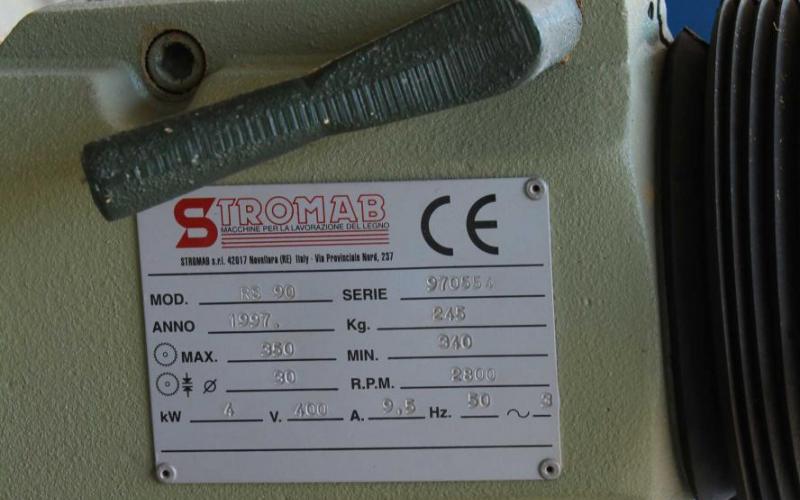 STROMAB
MACCHINE PER LA LAVORAZIONE DEL LEGNO
CE
STROMAB s.r.l. 42017 Novellara (RE) Italy - Via Provinciale Nord, 237
MOD. RS 90 SERIE 970554
ANNO 1997. Kg. 245
MAX. 350 MIN. 340
Ø 30 R.P.M. 2800
kW 4 V. 400 A. 9,5 Hz. 50 ~ 3